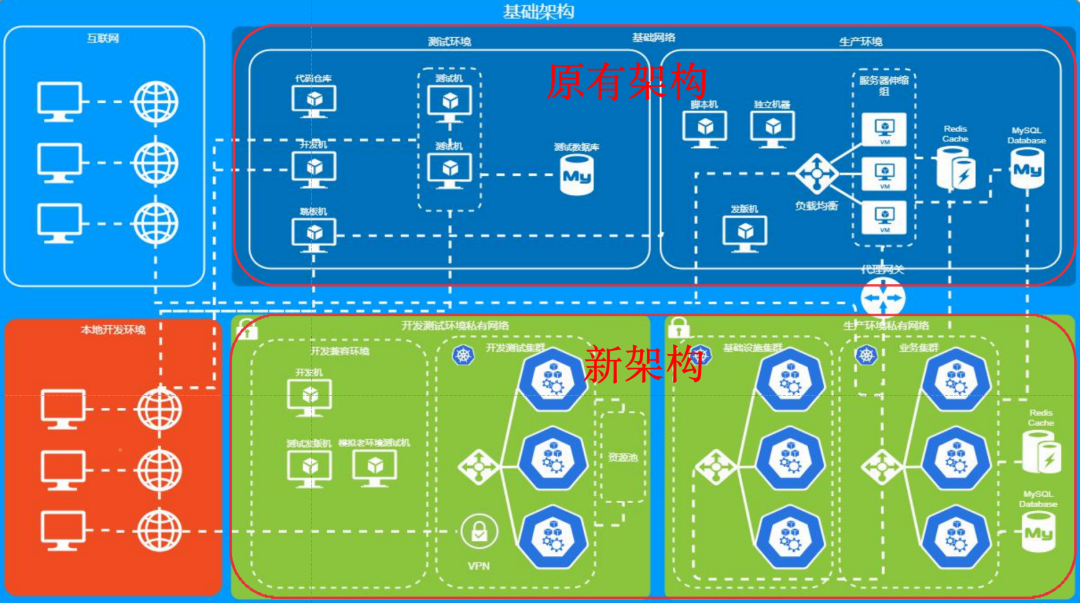 基础架构
互联网
测试环境
基础网络
生产环境
原有架构
代码仓库
测试机
开发机
测试机
测试数据库
My
跳板机
脚本机
独立机器
服务器伸缩
组
VM
VM
VM
负载均衡
发版机
Redis
Cache
MySQL
Database
My
代理网关
本地开发环境
开发测试环境私有网络
开发兼容环境
开发机
测试发版机
模拟老环境测试机
开发测试集群
新架构
资源池
VPN
生产环境私有网络
基础设施集群
业务集群
Redis
Cache
MySQL
Database
My